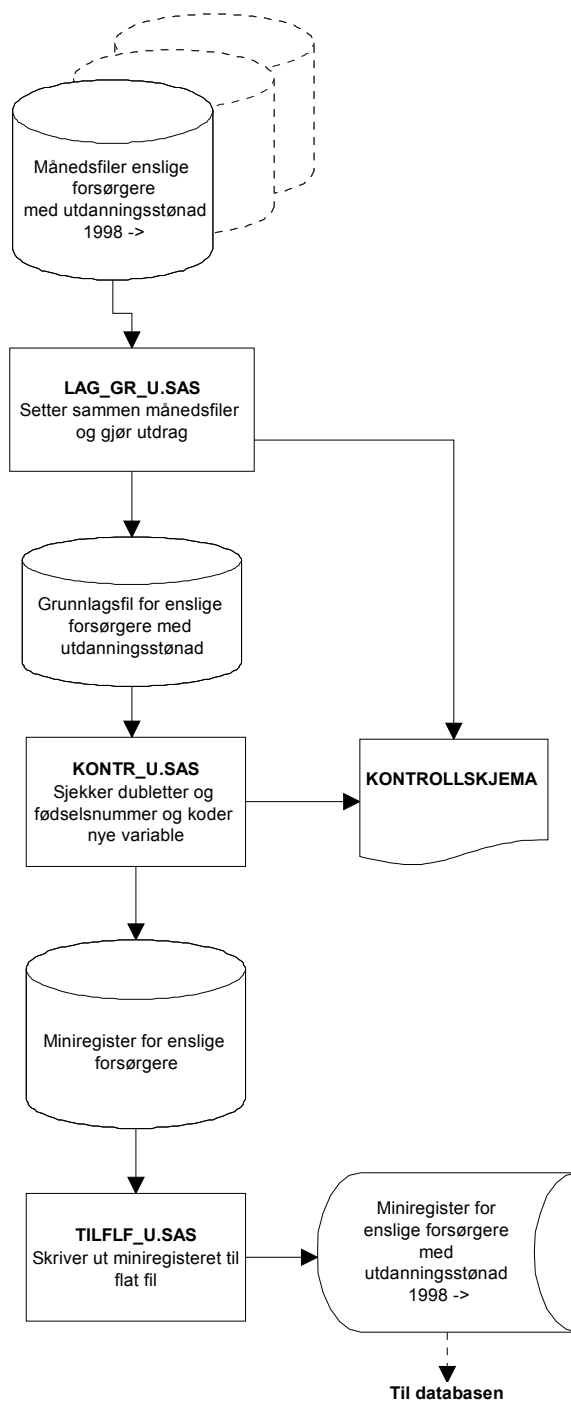 Månedsfiler enslige
forsørgere
med utdanningsstønad
1998 ->
LAG_GR_U.SAS
Setter sammen månedsfiler
og gjør utdrag
Grunnlagsfil for enslige
forsørgere med
utdanningsstønad
KONTR_U.SAS
Sjekker dubletter og
fødselsnummer og koder
nye variable
KONTROLLSKJEMA
Miniregister for enslige
forsørgere
TILFLF_U.SAS
Skriver ut miniregisteret til
flat fil
Miniregister for
enslige forsørgere
med
utdanningsstønad
1998 ->
Til databasen